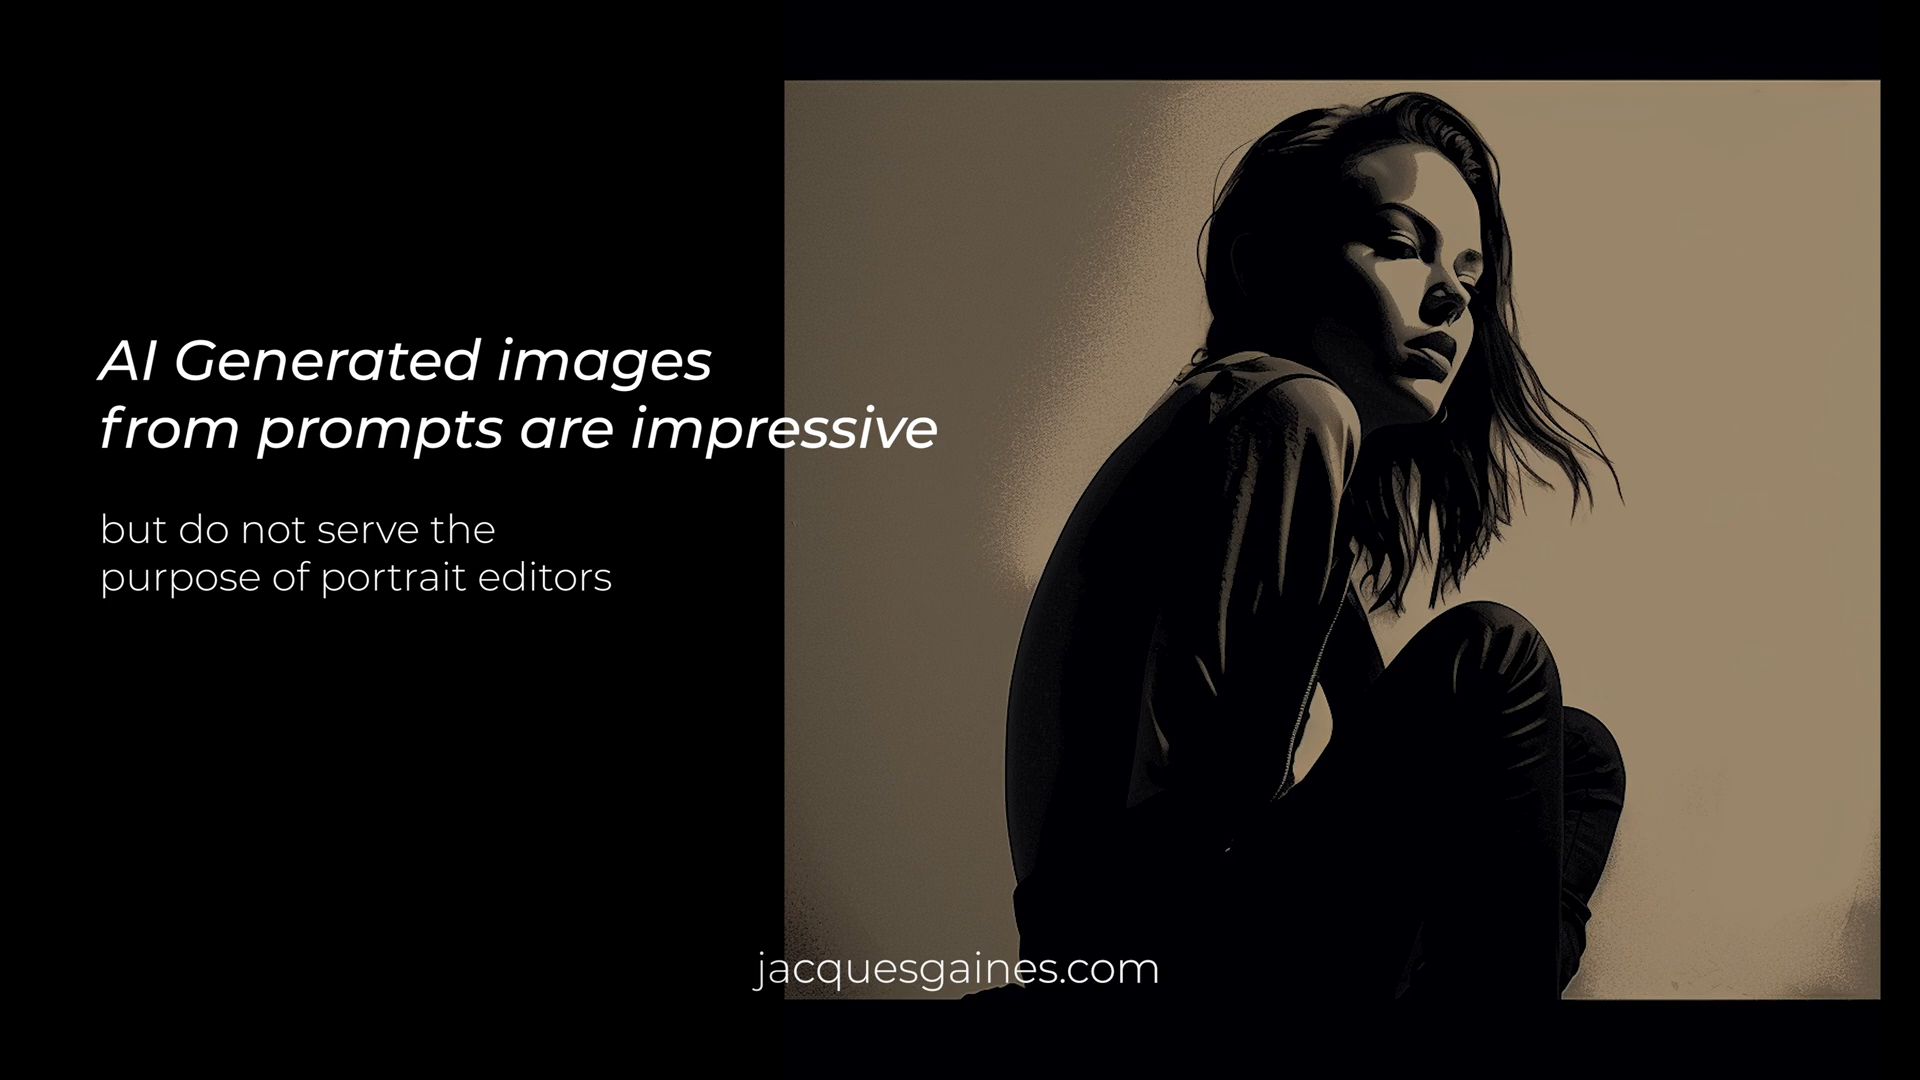 AI Generated images
from prompts are impressive
but do not serve the
purpose of portrait editors
jacquesgaines.com